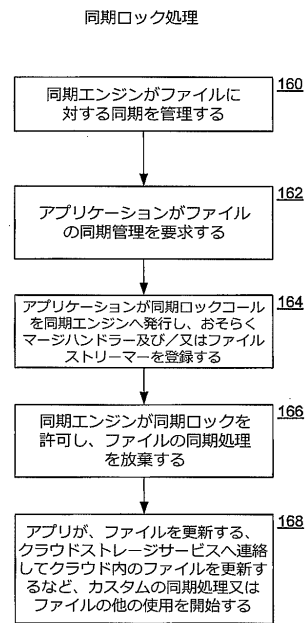 同期ロック処理
160
同期エンジンがファイルに
対する同期を管理する
162
アプリケーションがファイル
の同期管理を要求する
164
アプリケーションが同期ロックコール
を同期エンジンへ発行し、おそらく
マージハンドラー及び／又はファイル
ストリーマーを登録する
166
同期エンジンが同期ロックを
許可し、ファイルの同期処理
を放棄する
168
アプリが、ファイルを更新する、
クラウドストレージサービスへ連絡
してクラウド内のファイルを更新す
るなど、カスタムの同期処理又は
ファイルの他の使用を開始する